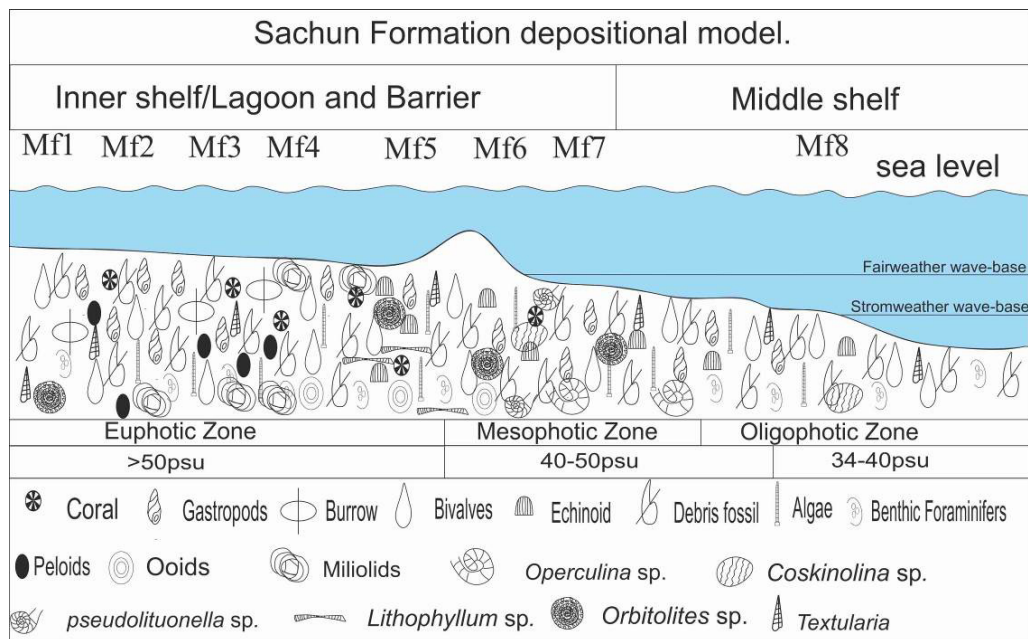 Sachun Formation depositional model.
Inner shelf/Lagoon and Barrier
Middle shelf
Mf1 Mf2 Mf3 Mf4 Mf5 Mf6 Mf7 Mf8
sea level
Fairweather wave-base
Stromweather wave-base
Euphotic Zone Mesophotic Zone Oligophotic Zone
>50psu 40-50psu 34-40psu
Coral Gastropods Burrow Bivalves Echinoid Debris fossil Algae Benthic Foraminifers
Peloids Ooids Miliolids Operculina sp. Coskinolina sp.
pseudolituonella sp. Lithophyllum sp. Orbitolites sp. Textularia